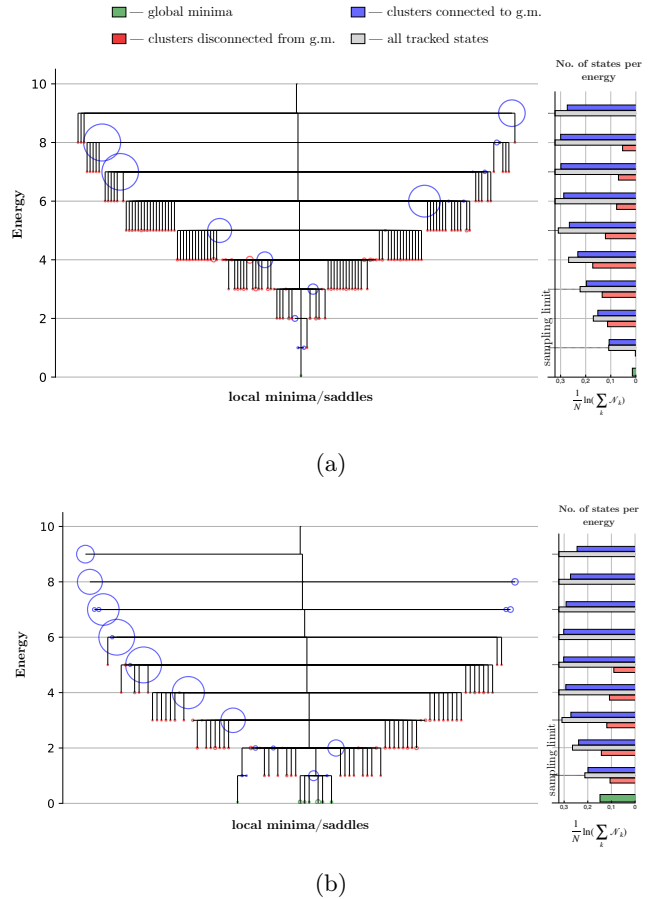 — global minima
— clusters connected to g.m.
— clusters disconnected from g.m.
— all tracked states
No. of states per
energy
10
8
6
4
2
0
Energy
local minima/saddles
sampling limit
0,3 0,2 0,1 0
1/N ln(∑k 𝒩k)
(a)
No. of states per
energy
10
8
6
4
2
0
Energy
local minima/saddles
sampling limit
0,3 0,2 0,1 0
1/N ln(∑k 𝒩k)
(b)